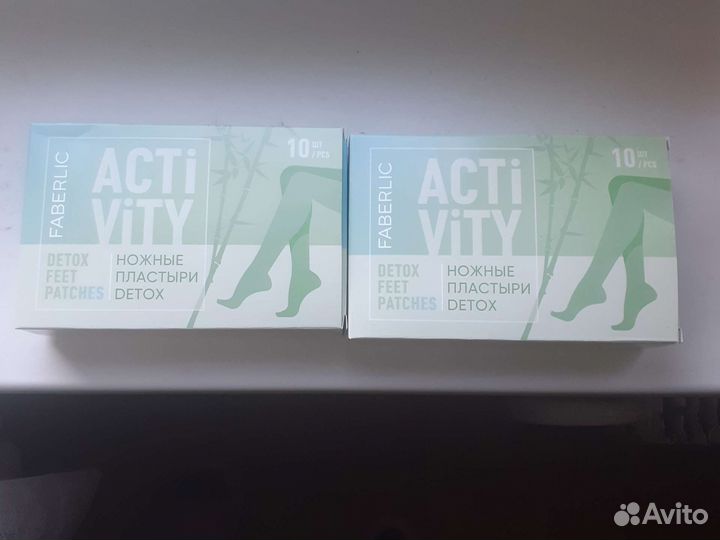 FABERLIC
ACTi
ViTY
10 ШТ
/PCS
DETOX
FEET
PATCHES
НОЖНЫЕ
ПЛАСТЫРИ
DETOX
FABERLIC
ACTi
ViTY
10 ШТ
/PCS
DETOX
FEET
PATCHES
НОЖНЫЕ
ПЛАСТЫРИ
DETOX
Avito